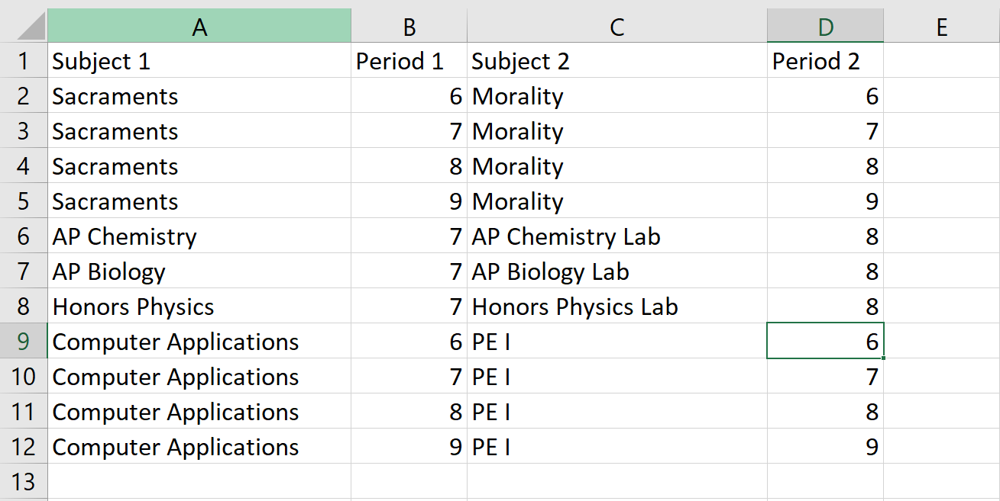 A B C D E
1 Subject 1 Period 1 Subject 2 Period 2
2 Sacraments 6 Morality 6
3 Sacraments 7 Morality 7
4 Sacraments 8 Morality 8
5 Sacraments 9 Morality 9
6 AP Chemistry 7 AP Chemistry Lab 8
7 AP Biology 7 AP Biology Lab 8
8 Honors Physics 7 Honors Physics Lab 8
9 Computer Applications 6 PE I 6
10 Computer Applications 7 PE I 7
11 Computer Applications 8 PE I 8
12 Computer Applications 9 PE I 9
13